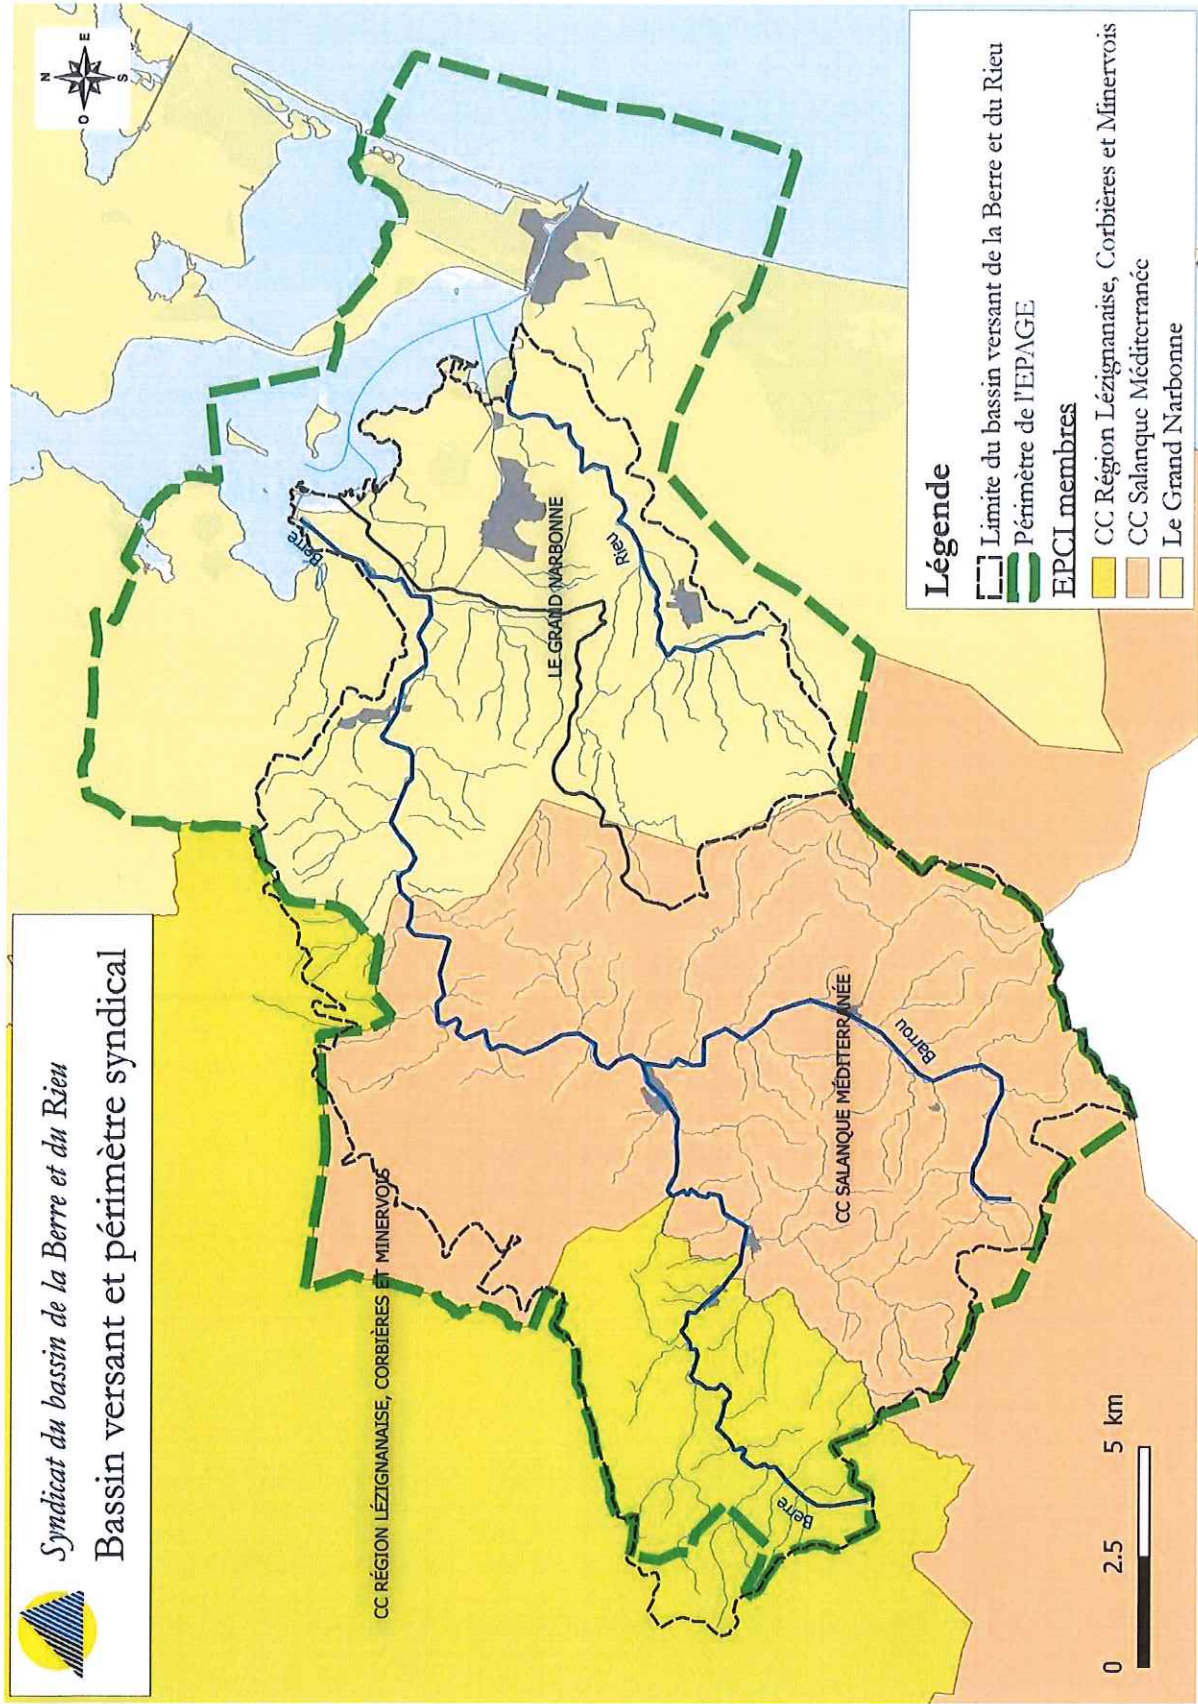 Syndicat du bassin de la Berre et du Rieu
Bassin versant et périmètre syndical
N
O
E
S
CC RÉGION LÉZIGNANAISE, CORBIÈRES ET MINERVOIS
Berre
LE GRAND NARBONNE
Rieu
CC SALANQUE MÉDITERRANÉE
Barrou
Berre
0 2.5 5 km
Légende
Limite du bassin versant de la Berre et du Rieu
Périmètre de l'EPAGE
EPCI membres
CC Région Lézignanaise, Corbières et Minervois
CC Salanque Méditerranée
Le Grand Narbonne